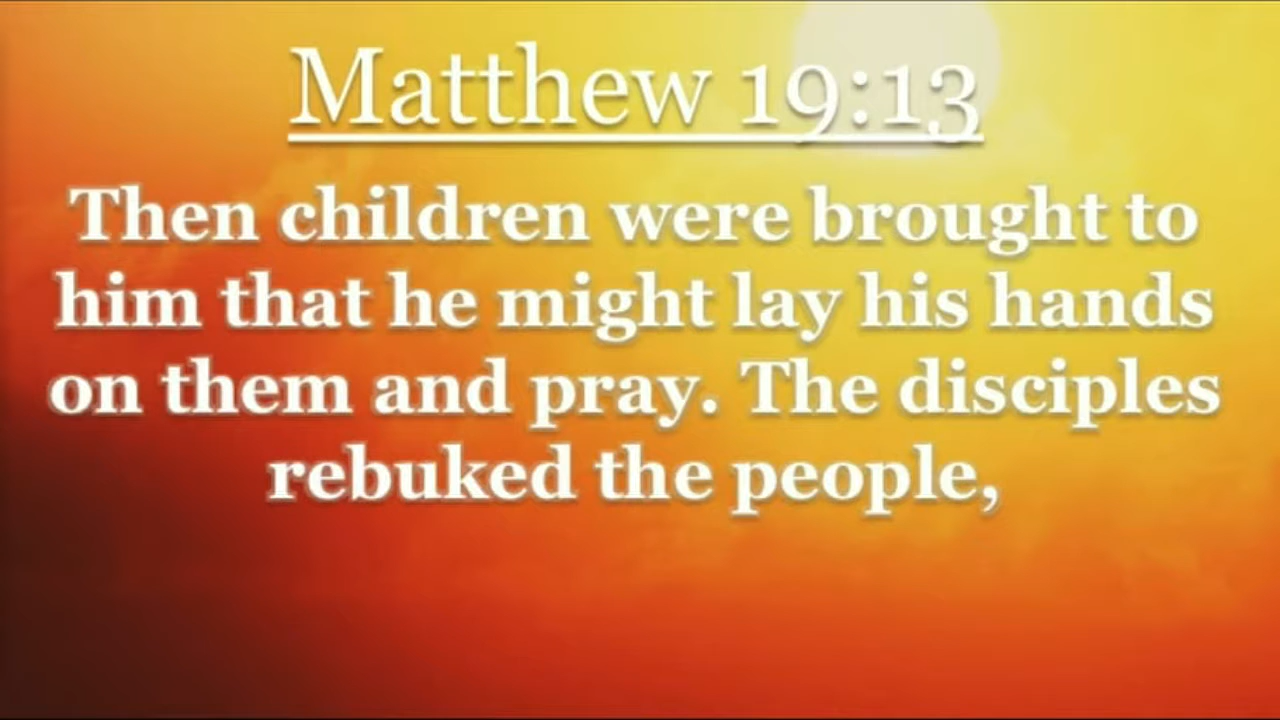 Matthew 19:13
Then children were brought to
him that he might lay his hands
on them and pray. The disciples
rebuked the people,